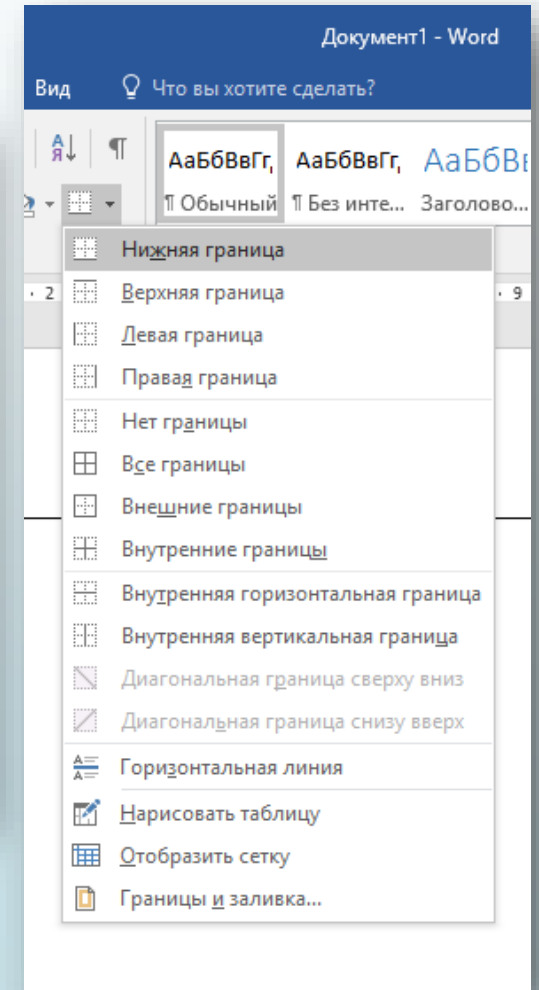 Документ1 - Word
Вид Что вы хотите сделать?
АаБбВвГг, АаБбВвГг, АаБбВв
¶ Обычный ¶ Без инте... Заголово...
Нижняя граница
2 Верхняя граница 9
Левая граница
Правая граница
Нет границы
Все границы
Внешние границы
Внутренние границы
Внутренняя горизонтальная граница
Внутренняя вертикальная граница
Диагональная граница сверху вниз
Диагональная граница снизу вверх
Горизонтальная линия
Нарисовать таблицу
Отобразить сетку
Границы и заливка...